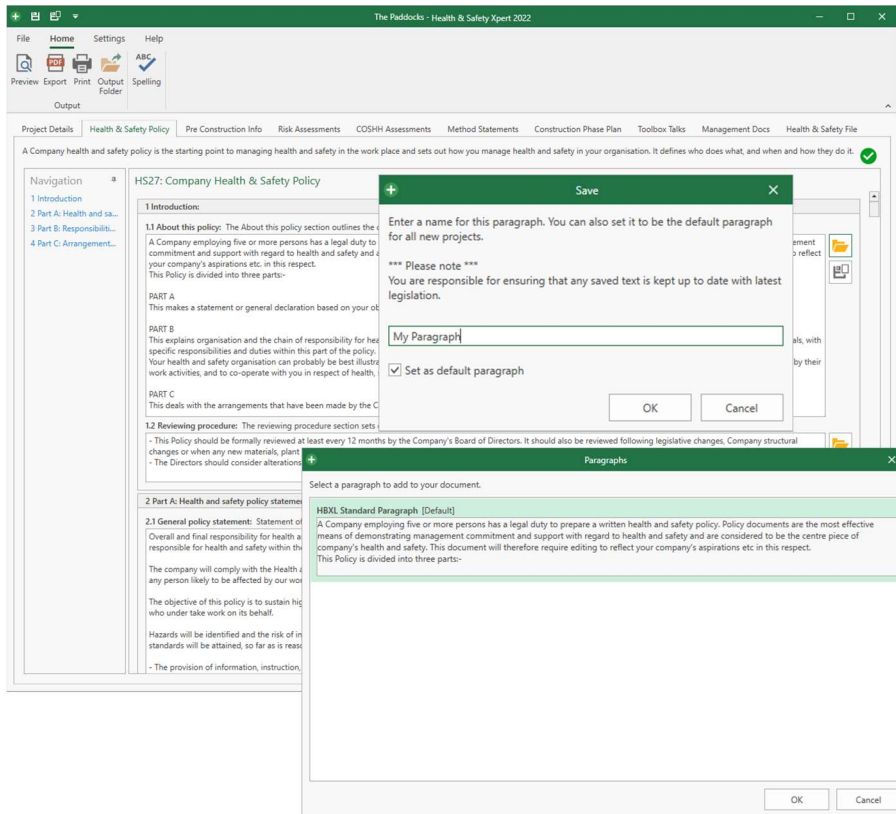 The Paddocks - Health & Safety Xpert 2022
File Home Settings Help
Preview Export Print Output Folder Spelling
Output
Project Details Health & Safety Policy Pre Construction Info Risk Assessments COSHH Assessments Method Statements Construction Phase Plan Toolbox Talks Management Docs Health & Safety File
A Company health and safety policy is the starting point to managing health and safety in the work place and sets out how you manage health and safety in your organisation. It defines who does what, and when and how they do it.
Navigation
1 Introduction
2 Part A: Health and sa...
3 Part B: Responsibiliti...
4 Part C: Arrangement...
HS27: Company Health & Safety Policy
1 Introduction:
1.1 About this policy: The About this policy section outlines the
A Company employing five or more persons has a legal duty to
commitment and support with regard to health and safety and
your company's aspirations etc. in this respect.
This Policy is divided into three parts:-
PART A
This makes a statement or general declaration based on your
PART B
This explains organisation and the chain of responsibility for
specific responsibilities and duties within this part of the policy.
Your health and safety organisation can probably be best
work activities, and to co-operate with you in respect of health,
PART C
This deals with the arrangements that have been made by the
reflect
with
by their
1.2 Reviewing procedure: The reviewing procedure section sets
- This Policy should be formally reviewed at least every 12 months by the Company's Board of Directors. It should also be reviewed following legislative changes, Company structural
changes or when any new materials, plant
- The Directors should consider alterations
2 Part A: Health and safety policy
2.1 General policy statement: Statement of
Overall and final responsibility for health
responsible for health and safety within
The company will comply with the Health
any person likely to be affected by our
The objective of this policy is to sustain
who under take work on its behalf.
Hazards will be identified and the risk of
standards will be attained, so far as is
- The provision of information, instruction,
Save
Enter a name for this paragraph. You can also set it to be the default paragraph
for all new projects.
*** Please note ***
You are responsible for ensuring that any saved text is kept up to date with latest
legislation.
My Paragraph
Set as default paragraph
OK Cancel
Paragraphs
Select a paragraph to add to your document.
HBXL Standard Paragraph [Default]
A Company employing five or more persons has a legal duty to prepare a written health and safety policy. Policy documents are the most effective
means of demonstrating management commitment and support with regard to health and safety and are considered to be the centre piece of
company's health and safety. This document will therefore require editing to reflect your company's aspirations etc in this respect.
This Policy is divided into three parts:-
OK Cancel